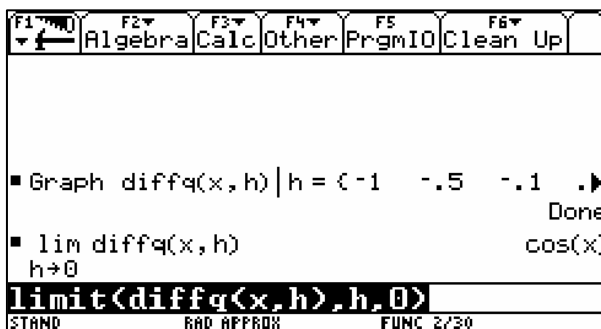 F1 F2 F3 F4 F5 F6
Algebra Calc Other PrgmIO Clean Up
▪Graph diffq(x,h)|h = {-1 -.5 -.1 .▶
Done
▪lim diffq(x,h) cos(x)
h→0
limit(diffq(x,h),h,0)
STAND RAD APPROX FUNC 2/30